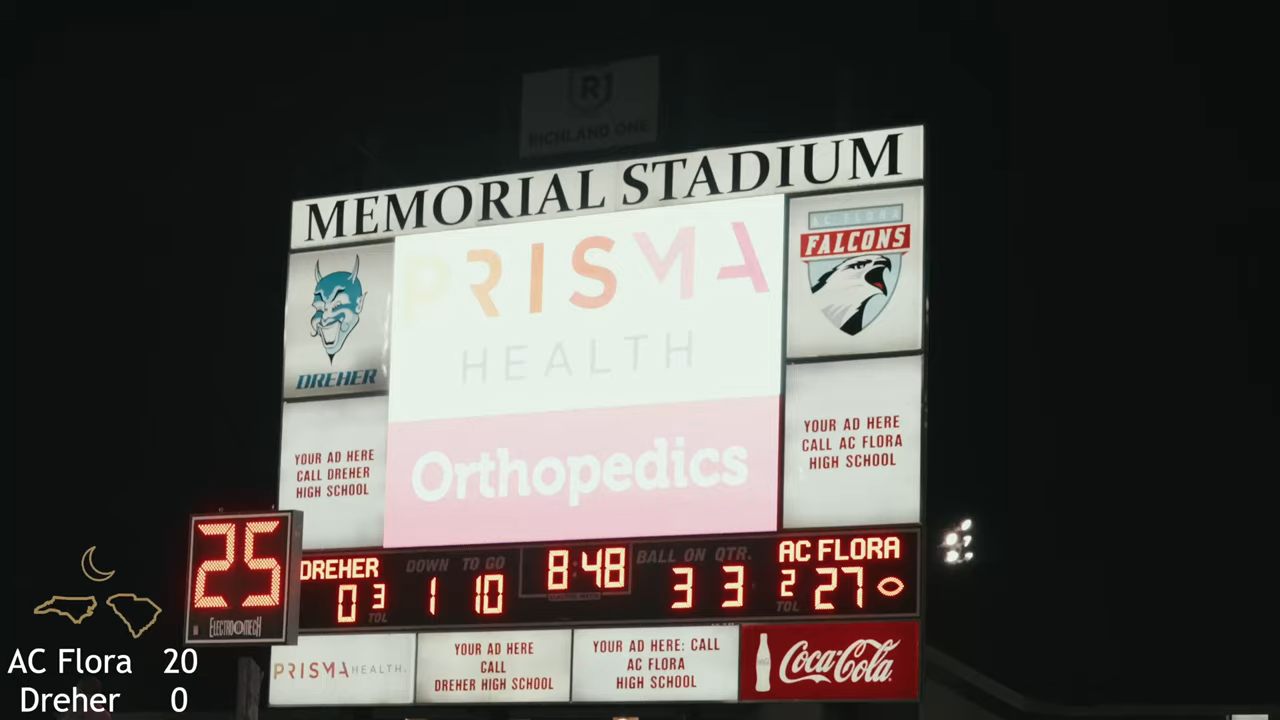 R1
RICHLAND ONE
MEMORIAL STADIUM
DREHER
PRISMA
HEALTH
Orthopedics
AC FLORA
FALCONS
YOUR AD HERE
CALL DREHER
HIGH SCHOOL
YOUR AD HERE
CALL AC FLORA
HIGH SCHOOL
25
ELECTRO-MECH
DREHER
0 3
TOL
DOWN TO GO
1 10
8:48
BALL ON QTR.
3 3
AC FLORA
2 27
TOL
PRISMA HEALTH.
YOUR AD HERE
CALL
DREHER HIGH SCHOOL
YOUR AD HERE: CALL
AC FLORA
HIGH SCHOOL
Coca-Cola
AC Flora 20
Dreher 0